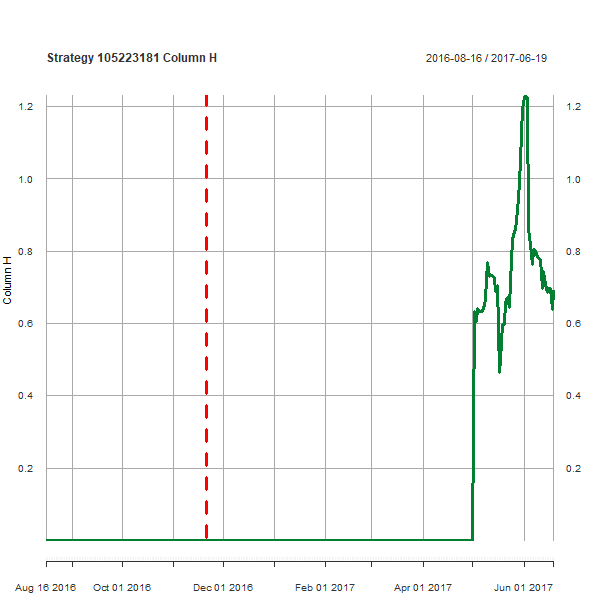 Strategy 105223181 Column H
2016-08-16 / 2017-06-19
1.2
1.2
1.0
1.0
0.8
0.8
Column H
0.6
0.6
0.4
0.4
0.2
0.2
Aug 16 2016
Oct 01 2016
Dec 01 2016
Feb 01 2017
Apr 01 2017
Jun 01 2017